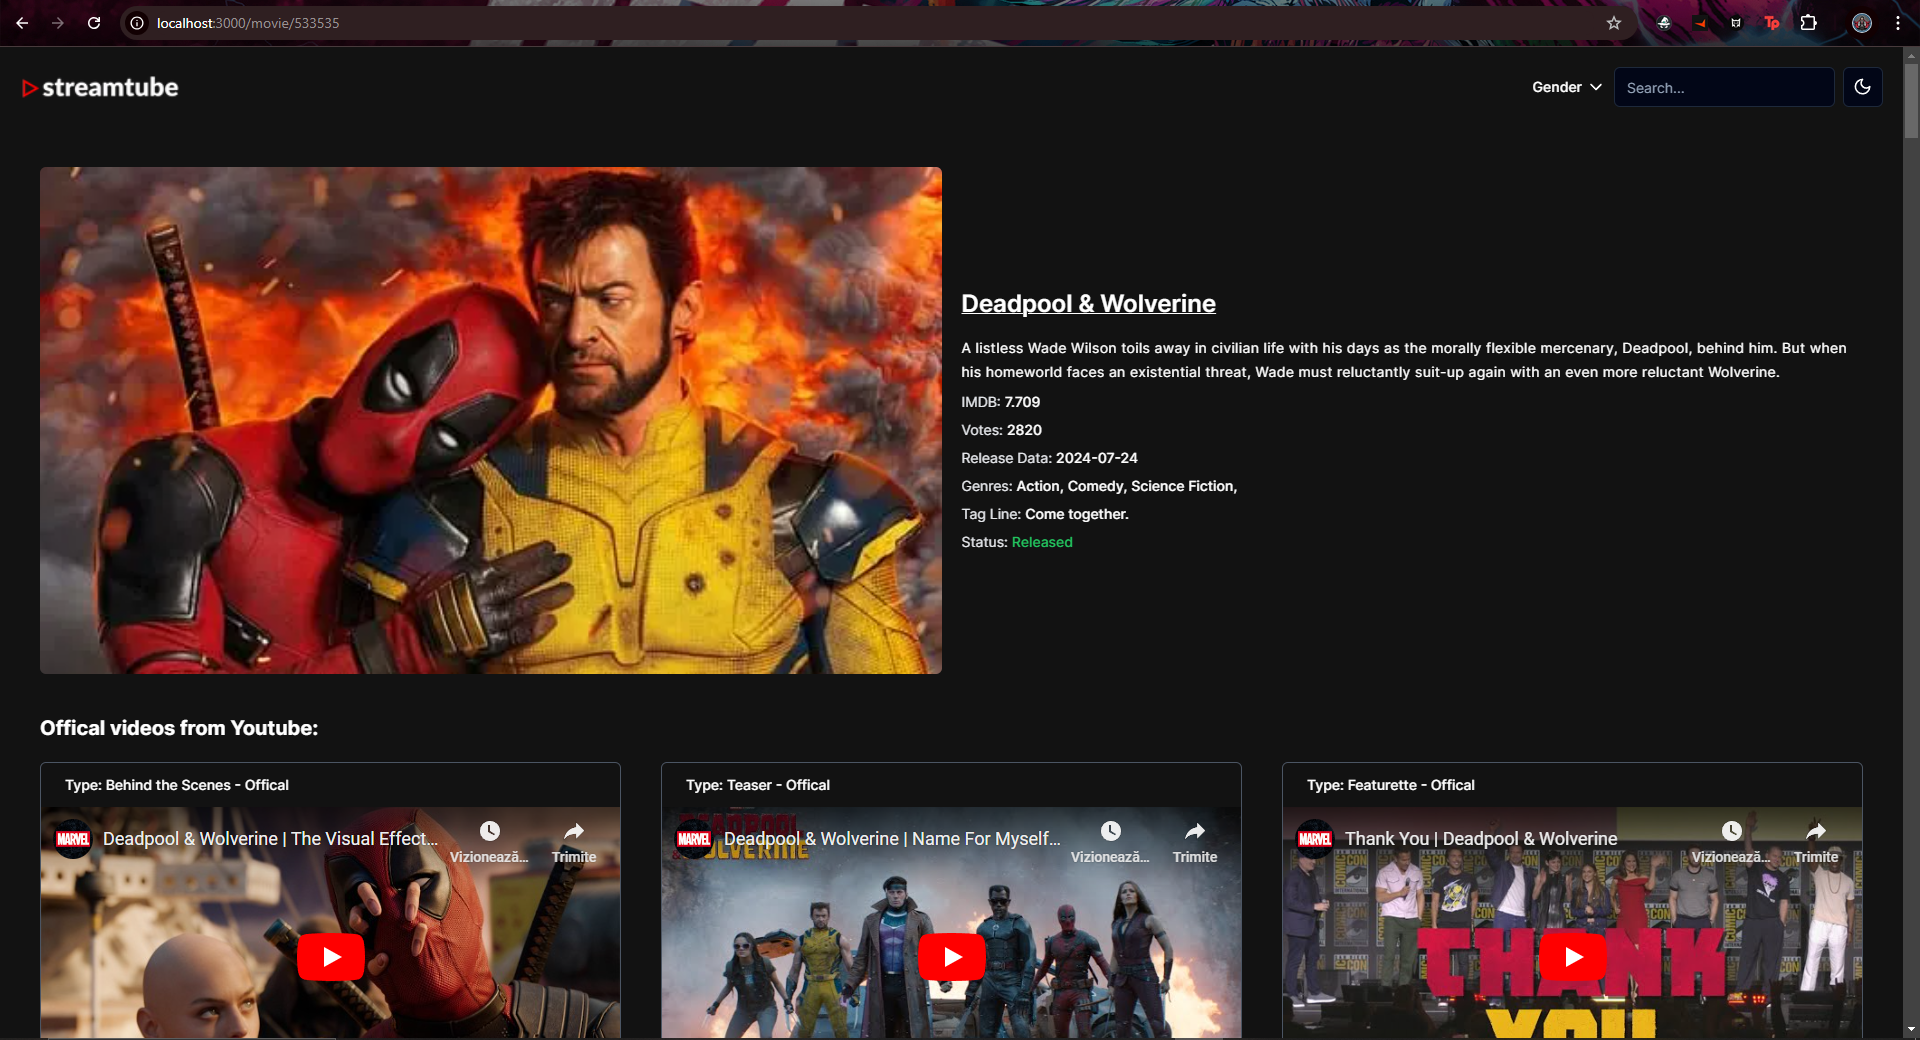 localhost:3000/movie/533535
streamtube
Gender
Search...
Deadpool & Wolverine
A listless Wade Wilson toils away in civilian life with his days as the morally flexible mercenary, Deadpool, behind him. But when
his homeworld faces an existential threat, Wade must reluctantly suit-up again with an even more reluctant Wolverine.
IMDB: 7.709
Votes: 2820
Release Data: 2024-07-24
Genres: Action, Comedy, Science Fiction,
Tag Line: Come together.
Status: Released
Offical videos from Youtube:
Type: Behind the Scenes - Offical
MARVEL
Deadpool & Wolverine | The Visual Effect...
Vizionează...
Trimite
Type: Teaser - Offical
MARVEL
Deadpool & Wolverine | Name For Myself...
Vizionează...
Trimite
DEADPOOL
WOLVERINE
Type: Featurette - Offical
MARVEL
Thank You | Deadpool & Wolverine
Vizionează...
Trimite
THANK
YOU